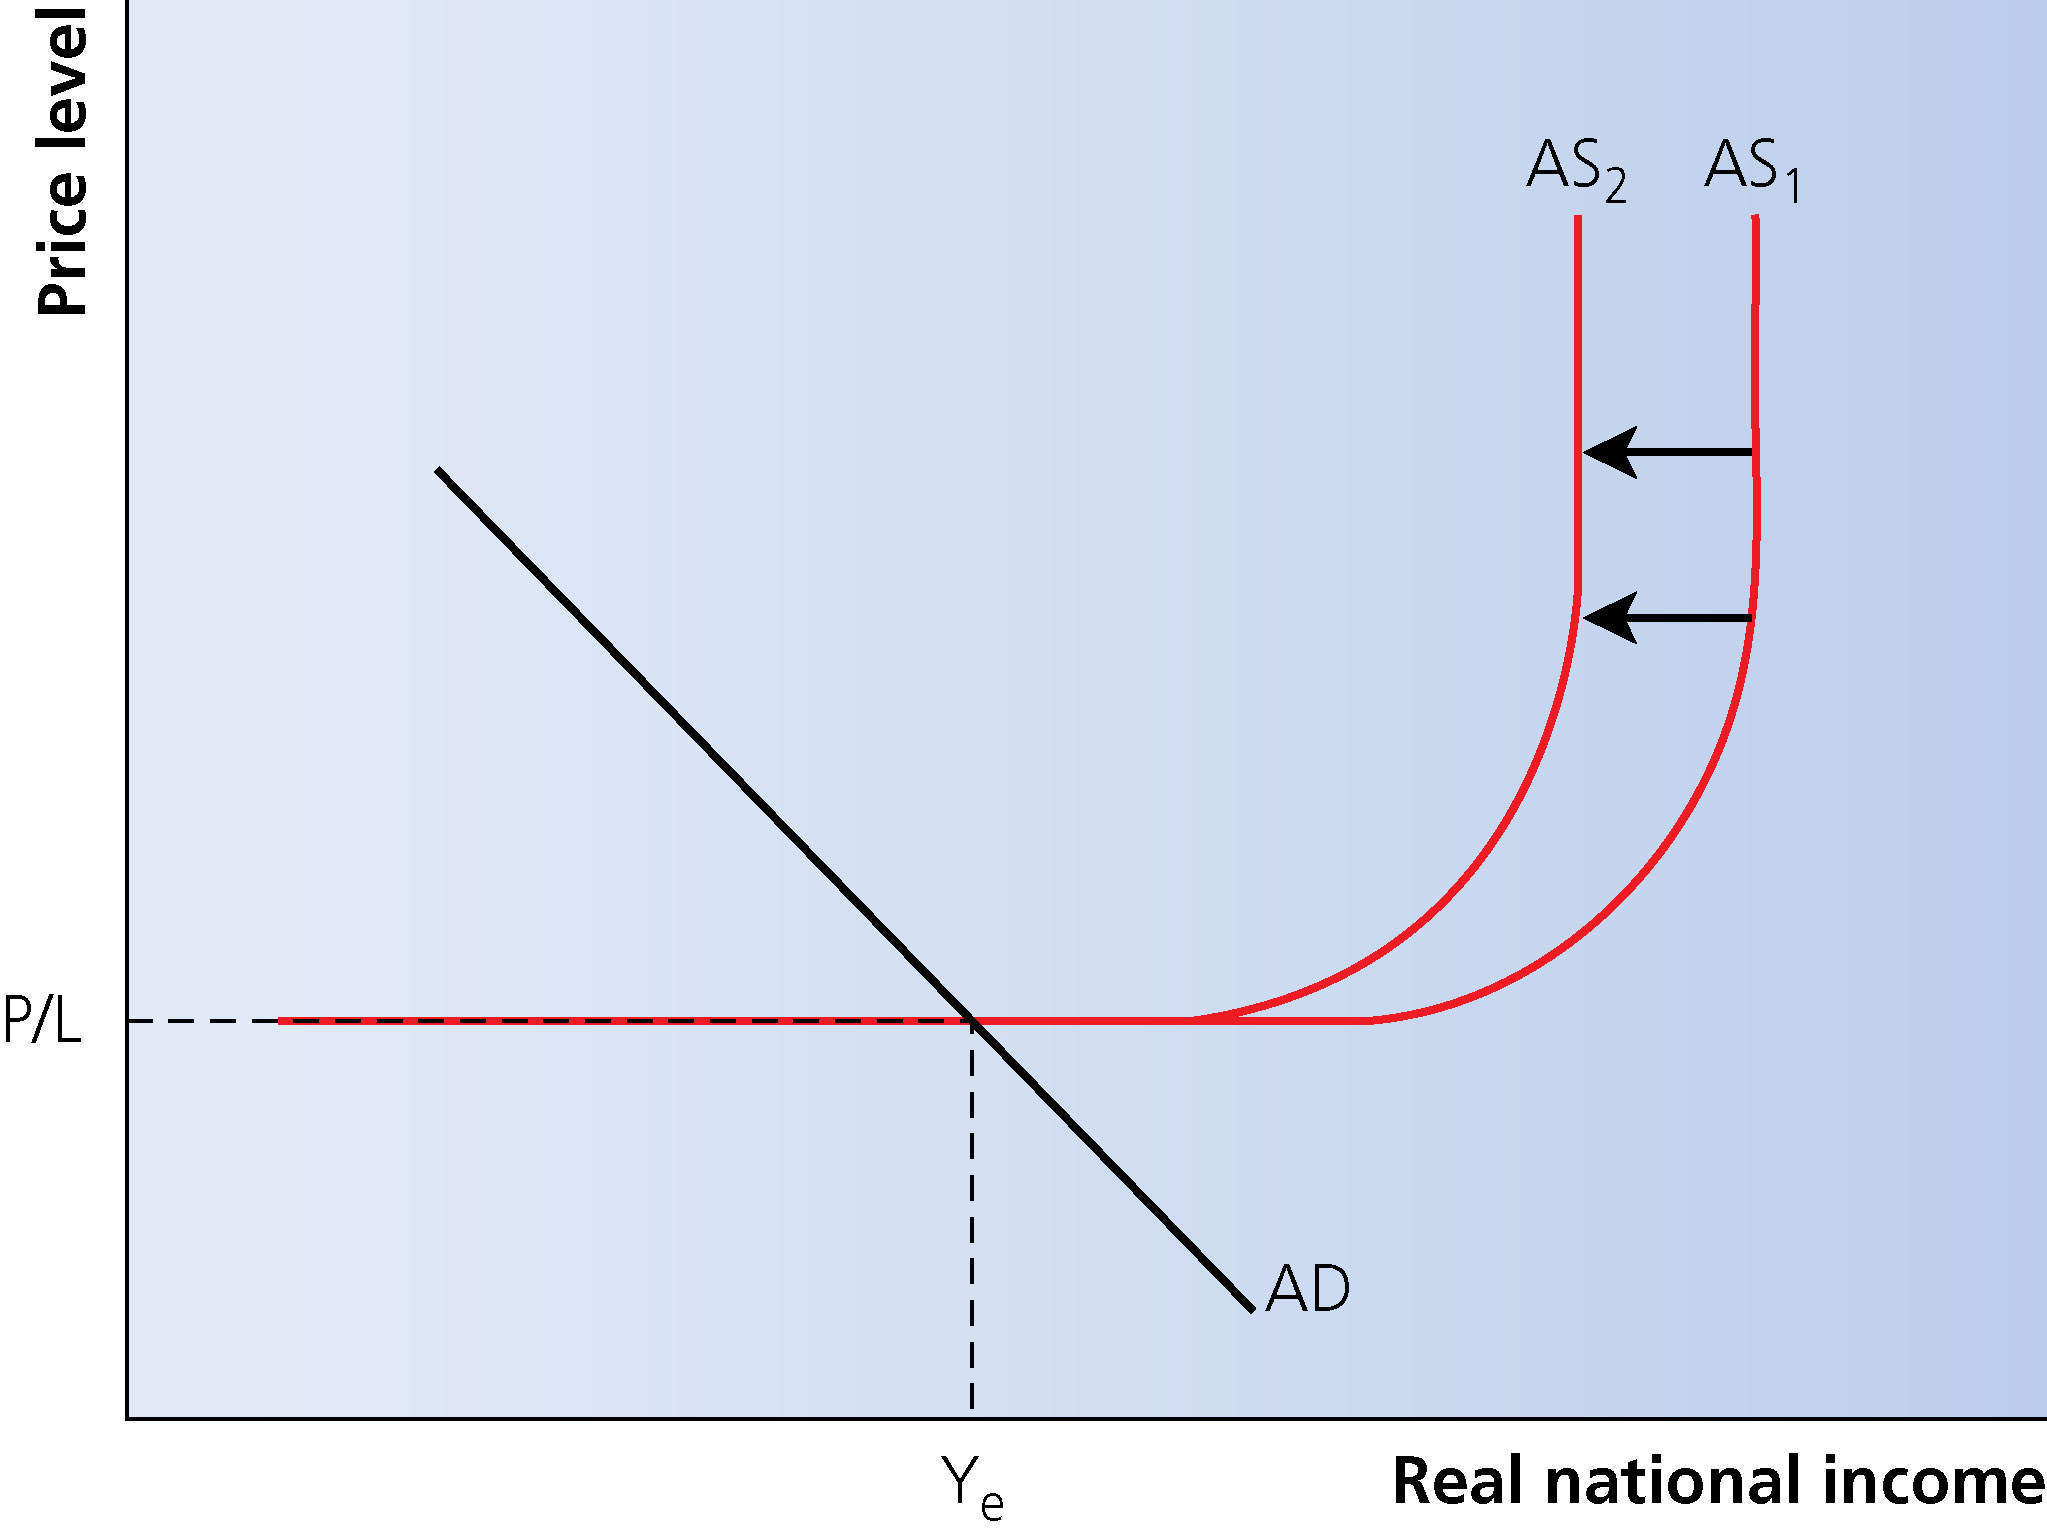 Price level
AS₂
AS₁
P/L
AD
Yₑ
Real national income